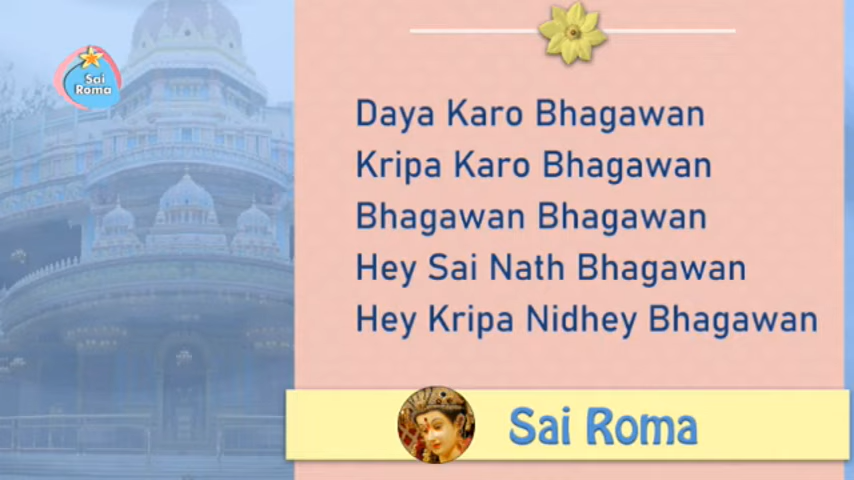 Sai
Roma
Daya Karo Bhagawan
Kripa Karo Bhagawan
Bhagawan Bhagawan
Hey Sai Nath Bhagawan
Hey Kripa Nidhey Bhagawan
Sai Roma